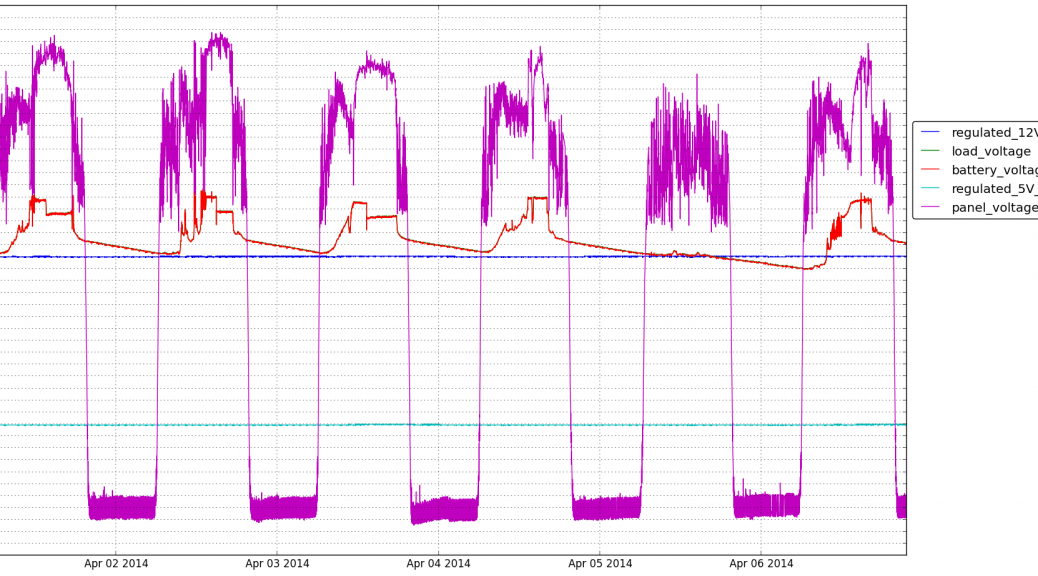 regulated_12V
load_voltage
battery_voltag
regulated_5V_
panel_voltage
Apr 02 2014
Apr 03 2014
Apr 04 2014
Apr 05 2014
Apr 06 2014